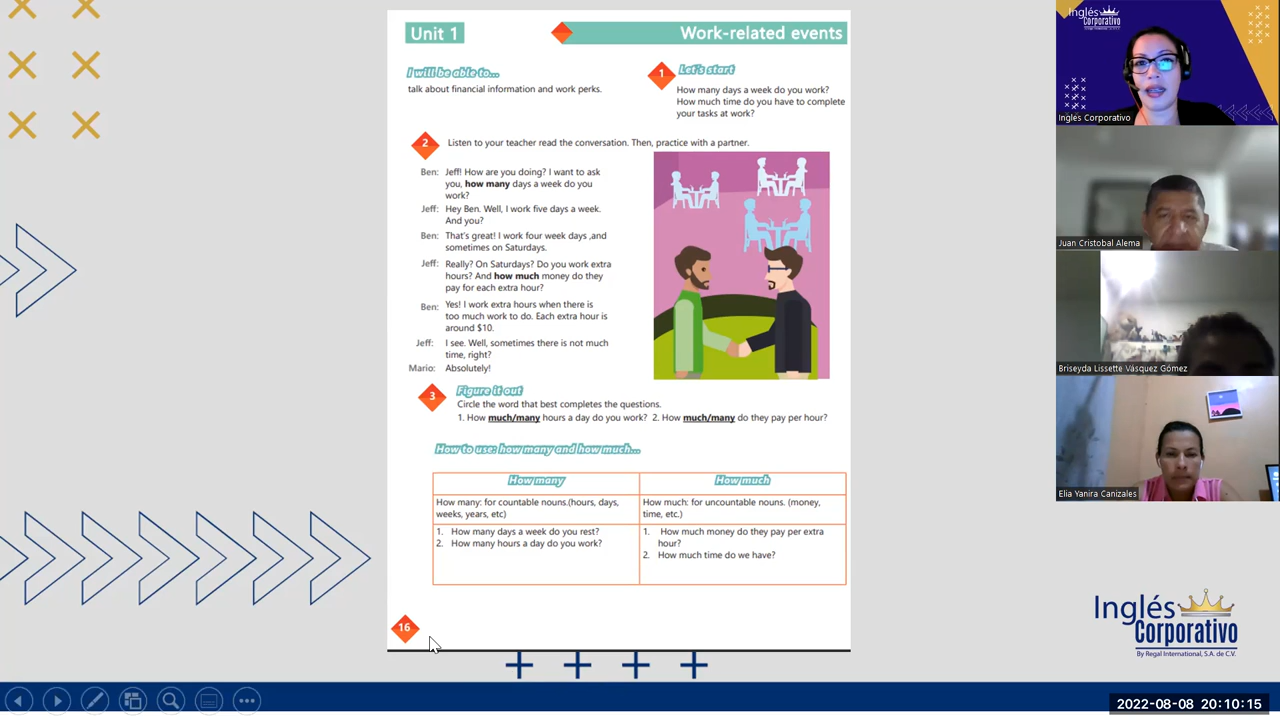 Unit 1
Work-related events
I will be able to...
talk about financial information and work perks.
1
Let's start
How many days a week do you work?
How much time do you have to complete
your tasks at work?
2
Listen to your teacher read the conversation. Then, practice with a partner.
Ben: Jeff! How are you doing? I want to ask
you, how many days a week do you
work?
Jeff: Hey Ben. Well, I work five days a week.
And you?
Ben: That's great! I work four week days ,and
sometimes on Saturdays.
Jeff: Really? On Saturdays? Do you work extra
hours? And how much money do they
pay for each extra hour?
Ben: Yes! I work extra hours when there is
too much work to do. Each extra hour is
around $10.
Jeff: I see. Well, sometimes there is not much
time, right?
Mario: Absolutely!
3
Figure it out
Circle the word that best completes the questions.
1. How much/many hours a day do you work? 2. How much/many do they pay per hour?
How to use: how many and how much...
How many
How many: for countable nouns.(hours, days,
weeks, years, etc)
1. How many days a week do you rest?
2. How many hours a day do you work?
How much
How much: for uncountable nouns. (money,
time, etc.)
1. How much money do they pay per extra
hour?
2. How much time do we have?
16
Inglés
Corporativo
Inglés Corporativo
Juan Cristobal Alema
Briseyda Lissette Vásquez Gómez
Elia Yanira Canizales
Inglés
Corporativo
By Regal International, S.A. de C.V.
2022-08-08 20:10:15